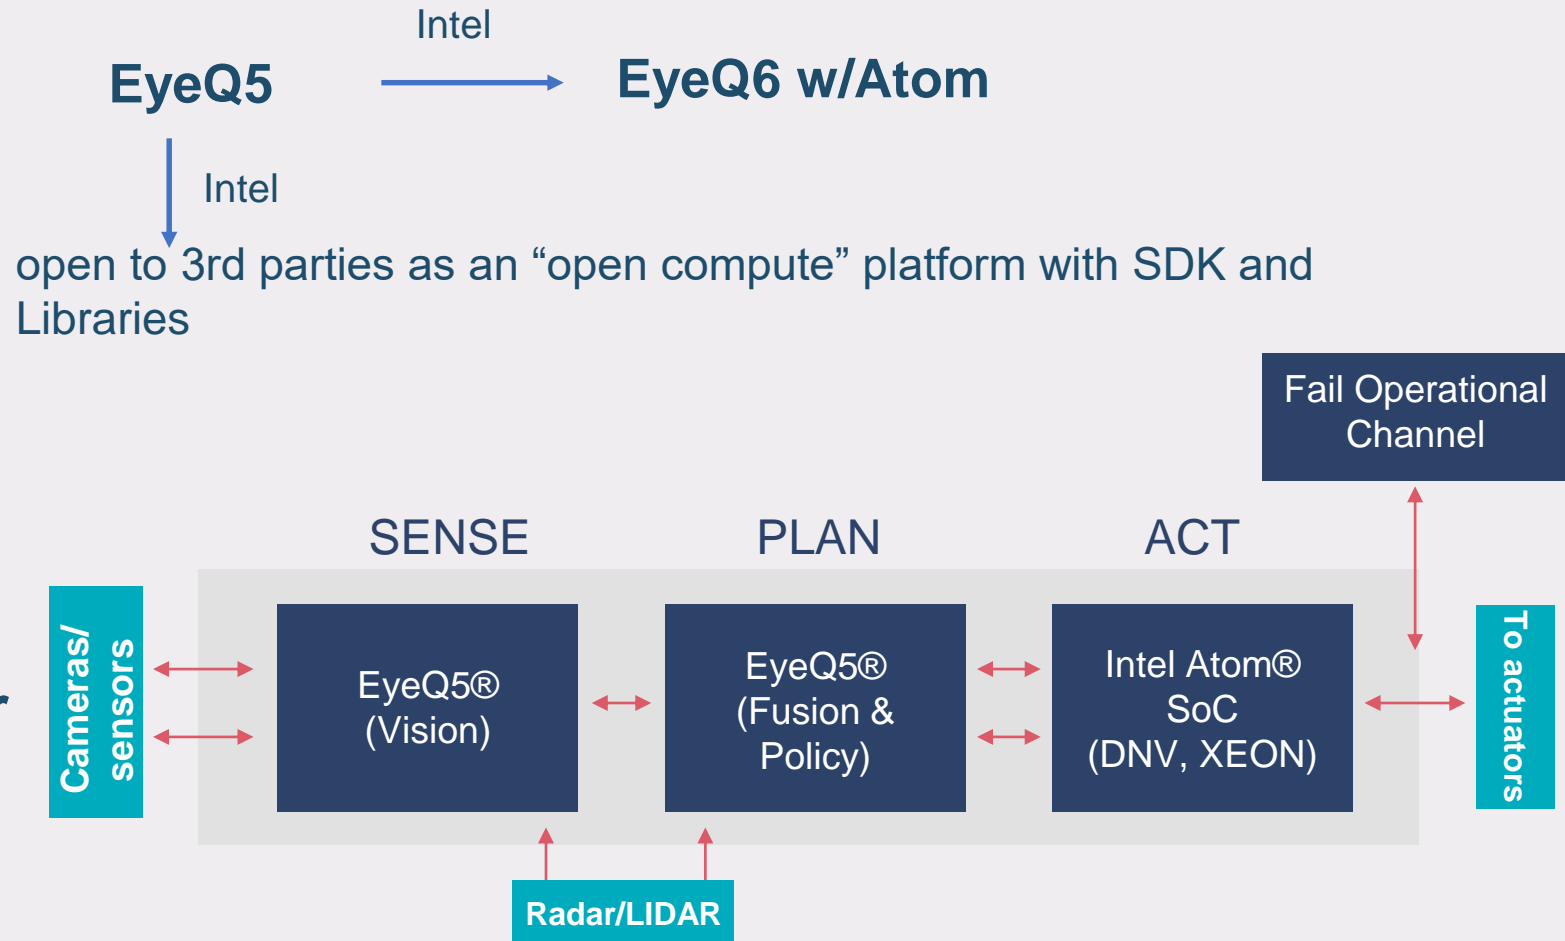 Intel
EyeQ5
EyeQ6 w/Atom
Intel
open to 3rd parties as an “open compute” platform with SDK and
Libraries
Fail Operational
Channel
SENSE
PLAN
ACT
Cameras/
sensors
EyeQ5®
(Vision)
EyeQ5®
(Fusion &
Policy)
Intel Atom®
SoC
(DNV, XEON)
To actuators
Radar/LIDAR